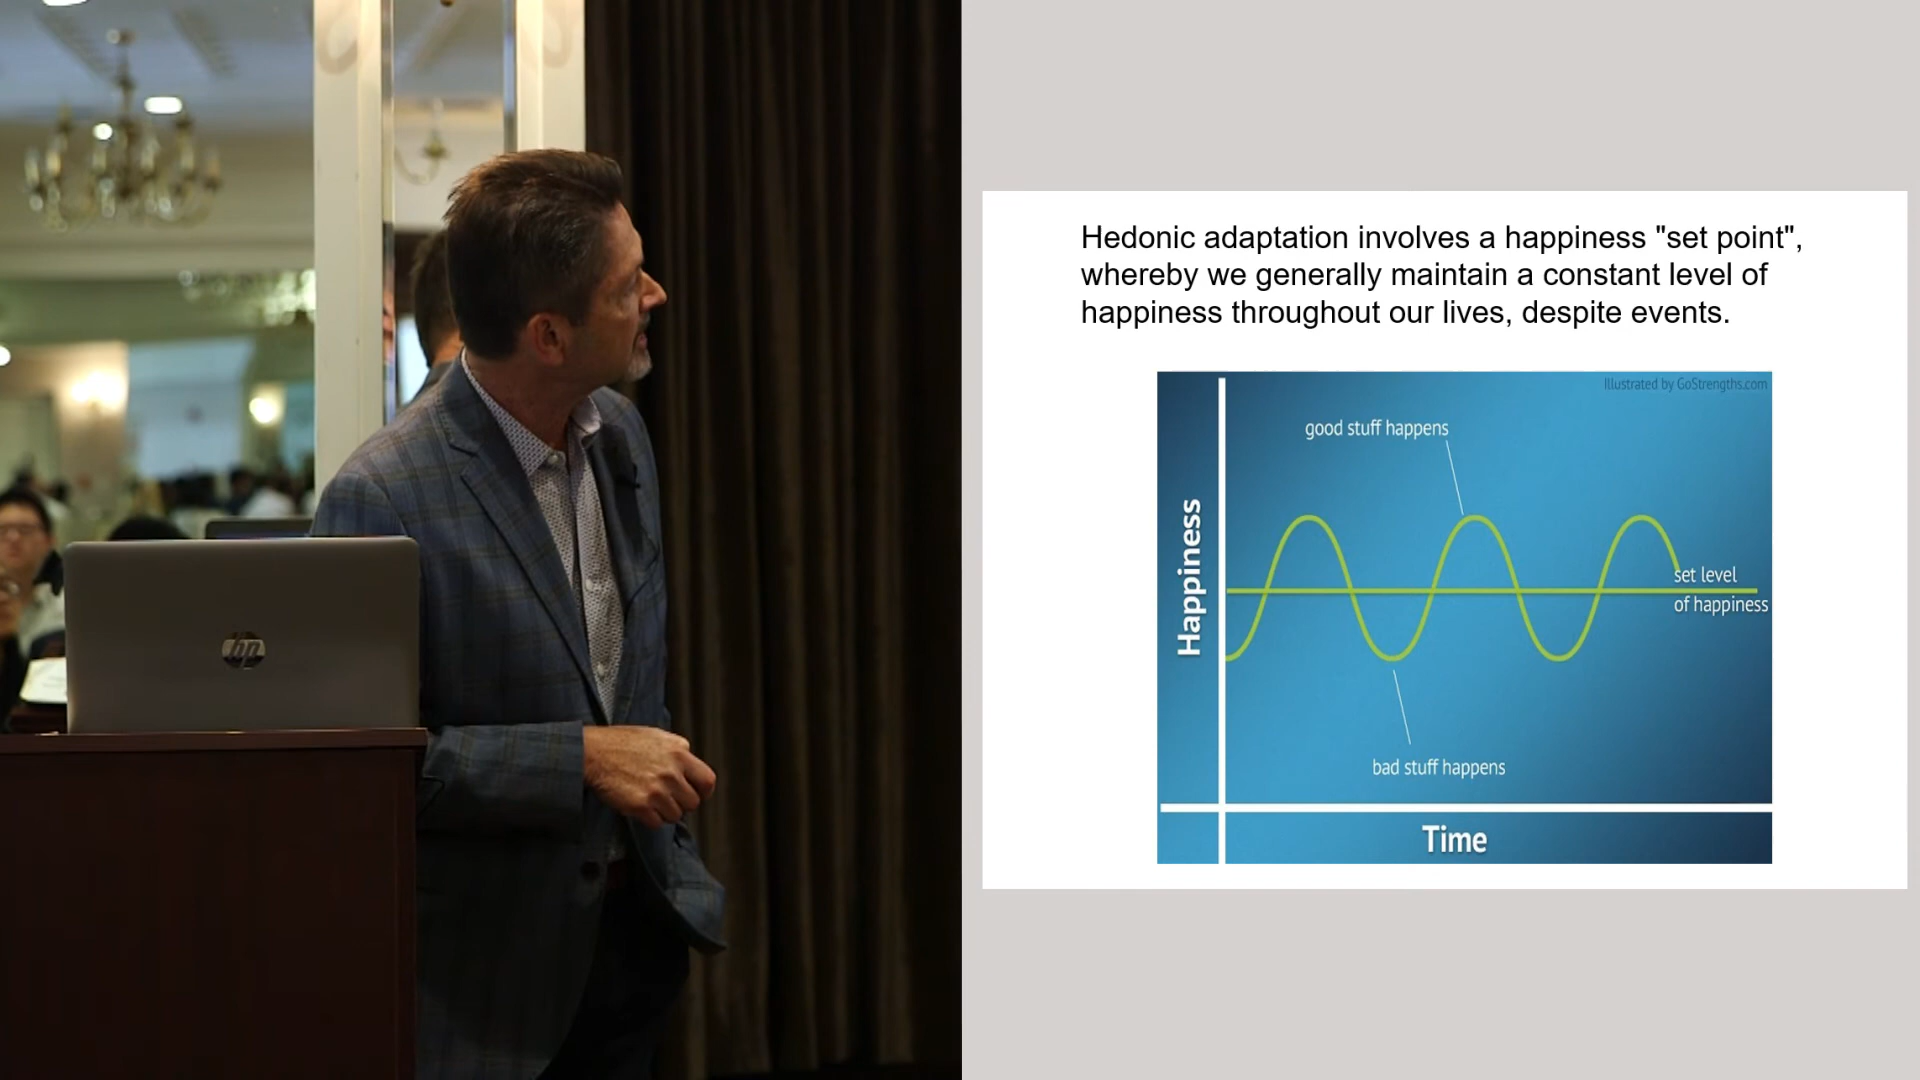 Hedonic adaptation involves a happiness "set point",
whereby we generally maintain a constant level of
happiness throughout our lives, despite events.
Illustrated by GoStrengths.com
good stuff happens
Happiness
set level
of happiness
bad stuff happens
Time
hp